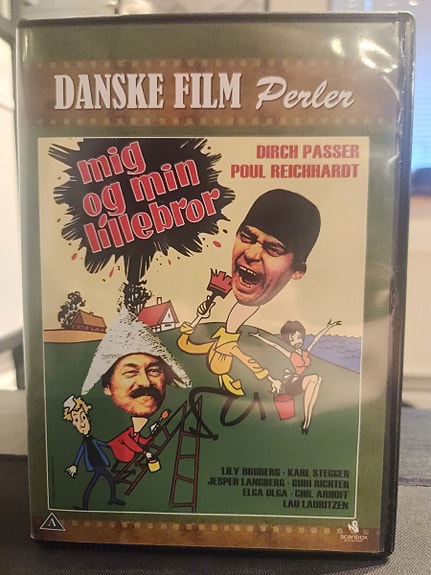 DANSKE FILM Perler
mig
og min
lillebror
DIRCH PASSER
POUL REICHHARDT
LILY BROBERG · KARL STEGGER
JESPER LANGBERG · GURI RICHTER
ELGA OLGA · CHR. ARHOFF
LAU LAURITZEN
A
scanbox